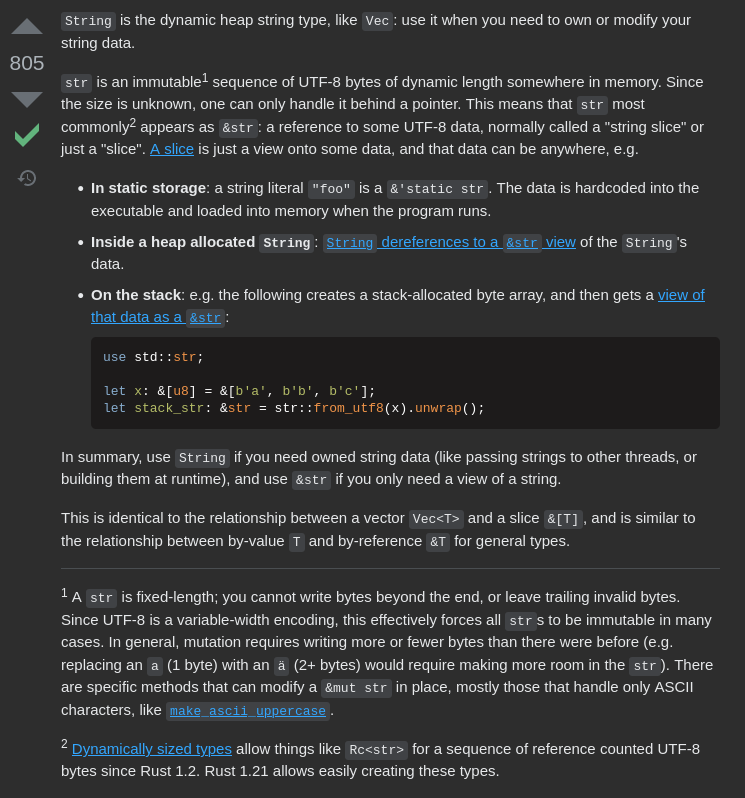 String is the dynamic heap string type, like Vec: use it when you need to own or modify your
string data.
805
str is an immutable1 sequence of UTF-8 bytes of dynamic length somewhere in memory. Since
the size is unknown, one can only handle it behind a pointer. This means that str most
commonly2 appears as &str: a reference to some UTF-8 data, normally called a "string slice" or
just a "slice". A slice is just a view onto some data, and that data can be anywhere, e.g.
• In static storage: a string literal "foo" is a &'static str. The data is hardcoded into the
executable and loaded into memory when the program runs.
• Inside a heap allocated String: String dereferences to a &str view of the String's
data.
• On the stack: e.g. the following creates a stack-allocated byte array, and then gets a view of
that data as a &str:
use std::str;
let x: &[u8] = &[b'a', b'b', b'c'];
let stack_str: &str = str::from_utf8(x).unwrap();
In summary, use String if you need owned string data (like passing strings to other threads, or
building them at runtime), and use &str if you only need a view of a string.
This is identical to the relationship between a vector Vec<T> and a slice &[T], and is similar to
the relationship between by-value T and by-reference &T for general types.
1 A str is fixed-length; you cannot write bytes beyond the end, or leave trailing invalid bytes.
Since UTF-8 is a variable-width encoding, this effectively forces all strs to be immutable in many
cases. In general, mutation requires writing more or fewer bytes than there were before (e.g.
replacing an a (1 byte) with an ä (2+ bytes) would require making more room in the str). There
are specific methods that can modify a &mut str in place, mostly those that handle only ASCII
characters, like make_ascii_uppercase.
2 Dynamically sized types allow things like Rc<str> for a sequence of reference counted UTF-8
bytes since Rust 1.2. Rust 1.21 allows easily creating these types.